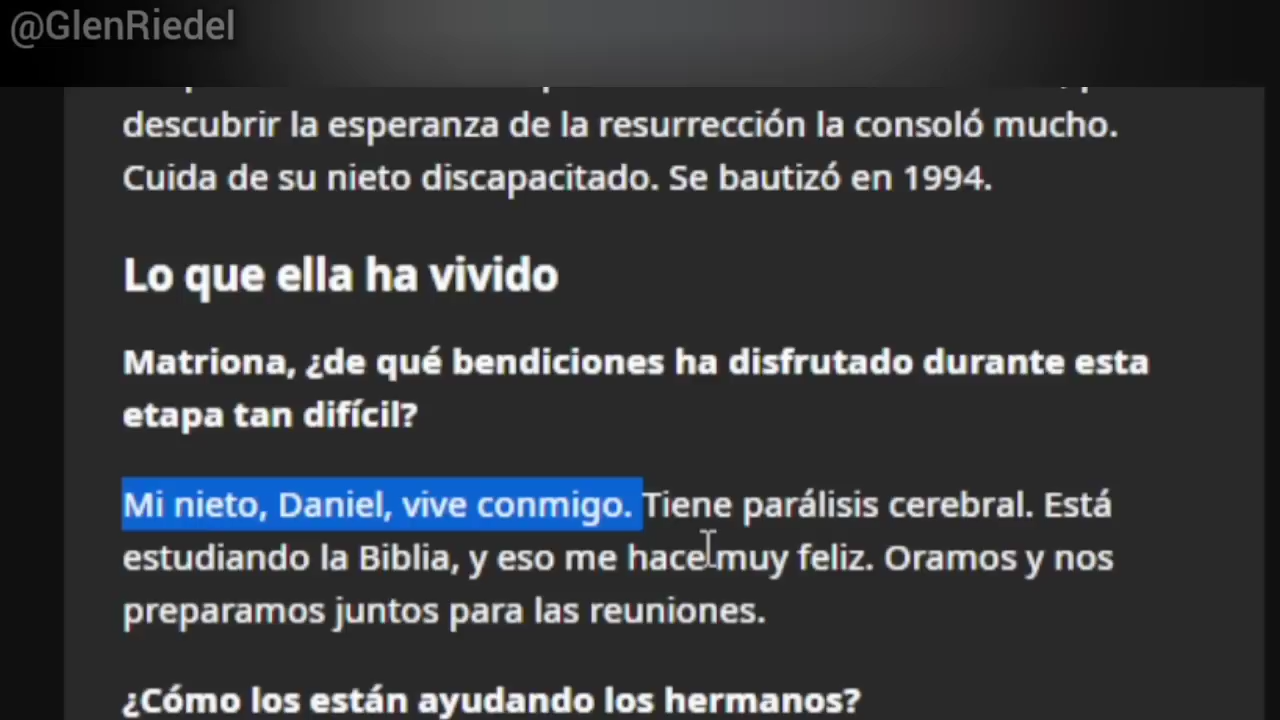 @GlenRiedel
descubrir la esperanza de la resurrección la consoló mucho.
Cuida de su nieto discapacitado. Se bautizó en 1994.
Lo que ella ha vivido
Matriona, ¿de qué bendiciones ha disfrutado durante esta
etapa tan difícil?
Mi nieto, Daniel, vive conmigo. Tiene parálisis cerebral. Está
estudiando la Biblia, y eso me hace muy feliz. Oramos y nos
preparamos juntos para las reuniones.
¿Cómo los están ayudando los hermanos?